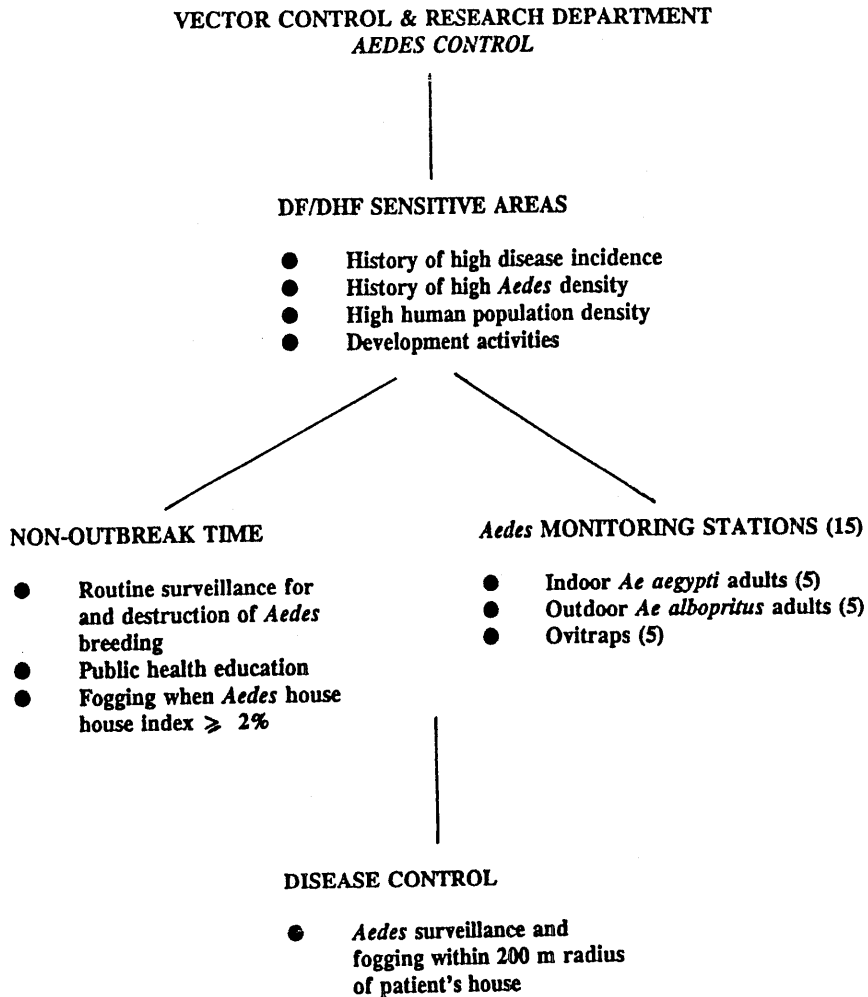 VECTOR CONTROL & RESEARCH DEPARTMENT
AEDES CONTROL
DF/DHF SENSITIVE AREAS
● History of high disease incidence
● History of high Aedes density
● High human population density
● Development activities
NON-OUTBREAK TIME
● Routine surveillance for
and destruction of Aedes
breeding
● Public health education
● Fogging when Aedes house
house index ⩾ 2%
Aedes MONITORING STATIONS (15)
● Indoor Ae aegypti adults (5)
● Outdoor Ae albopritus adults (5)
● Ovitraps (5)
DISEASE CONTROL
● Aedes surveillance and
fogging within 200 m radius
of patient's house